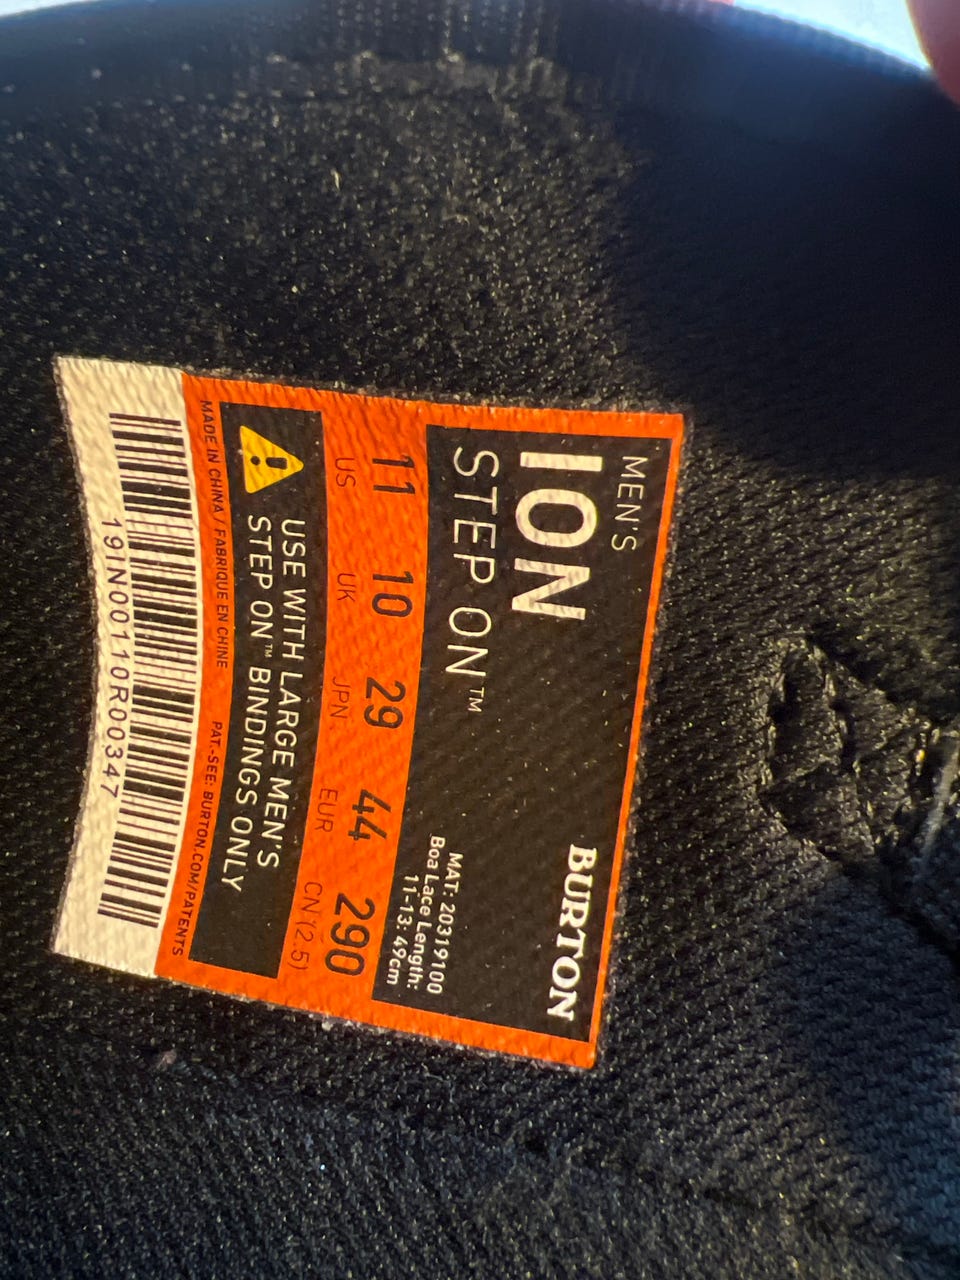 MEN'S
ION
STEP ON™
BURTON
MAT: 20319100
Boa Lace Length:
11-13: 49cm
11 10 29 44 290
US UK JPN EUR CN (2.5)
USE WITH LARGE MEN'S
STEP ON™ BINDINGS ONLY
MADE IN CHINA / FABRIQUE EN CHINE PAT.-SEE: BURTON.COM/PATENTS
19IN00110R00347